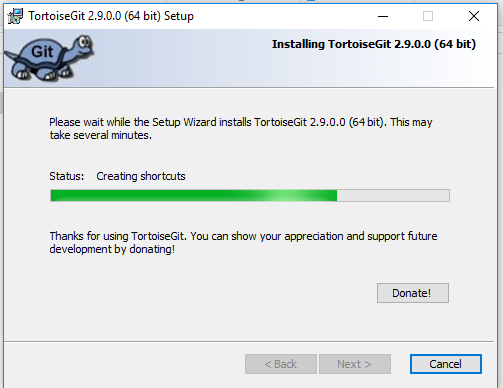 TortoiseGit 2.9.0.0 (64 bit) Setup
Git
Installing TortoiseGit 2.9.0.0 (64 bit)
Please wait while the Setup Wizard installs TortoiseGit 2.9.0.0 (64 bit). This may
take several minutes.
Status: Creating shortcuts
Thanks for using TortoiseGit. You can show your appreciation and support future
development by donating!
Donate!
< Back Next > Cancel